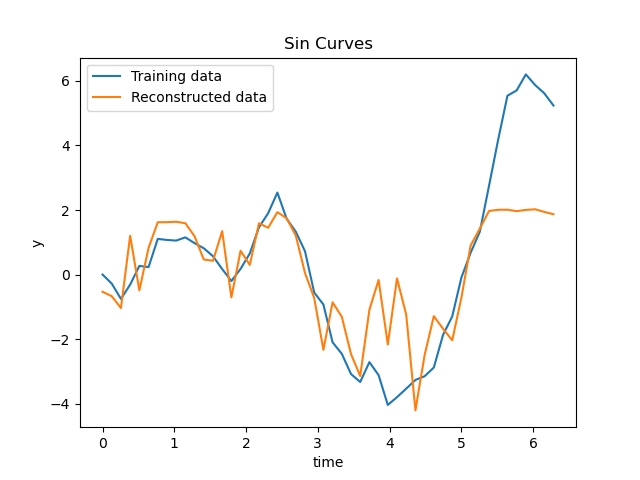 Sin Curves
Training data
Reconstructed data
y
6
4
2
0
−2
−4
0 1 2 3 4 5 6
time